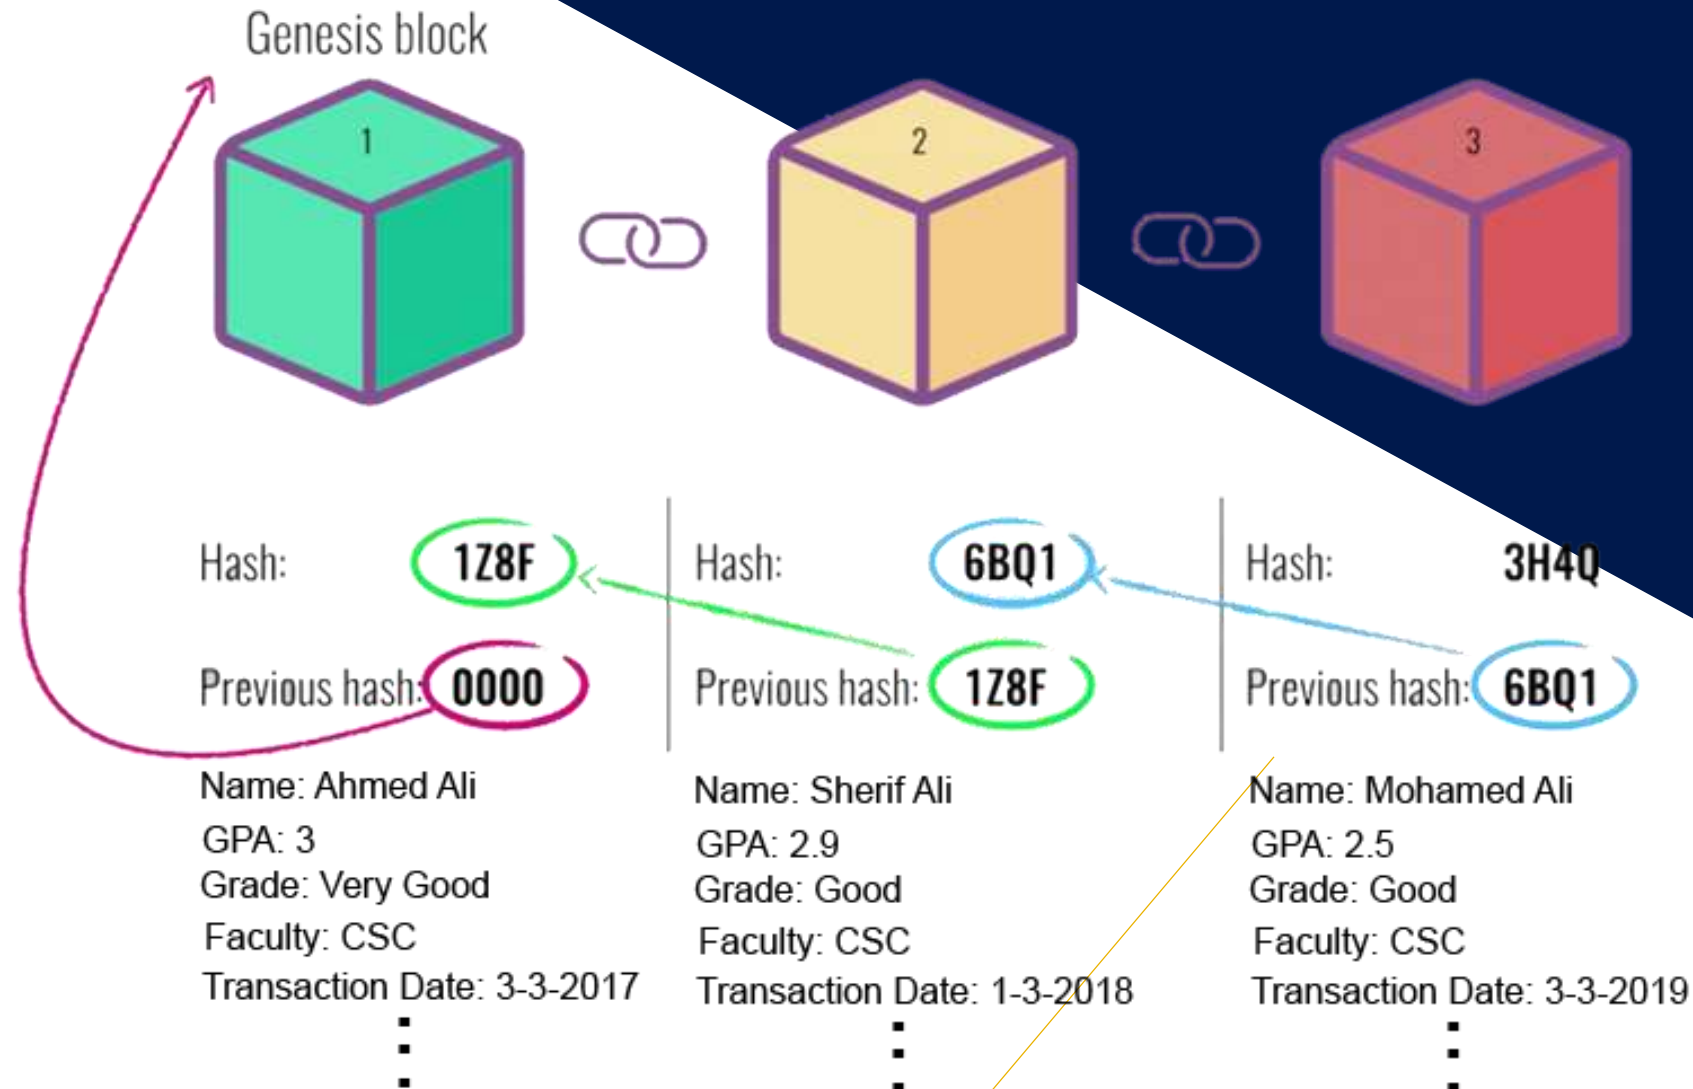 Genesis block
1
2
3
Hash: 1Z8F
Previous hash: 0000
Name: Ahmed Ali
GPA: 3
Grade: Very Good
Faculty: CSC
Transaction Date: 3-3-2017
Hash: 6BQ1
Previous hash: 1Z8F
Name: Sherif Ali
GPA: 2.9
Grade: Good
Faculty: CSC
Transaction Date: 1-3-2018
Hash: 3H4Q
Previous hash: 6BQ1
Name: Mohamed Ali
GPA: 2.5
Grade: Good
Faculty: CSC
Transaction Date: 3-3-2019